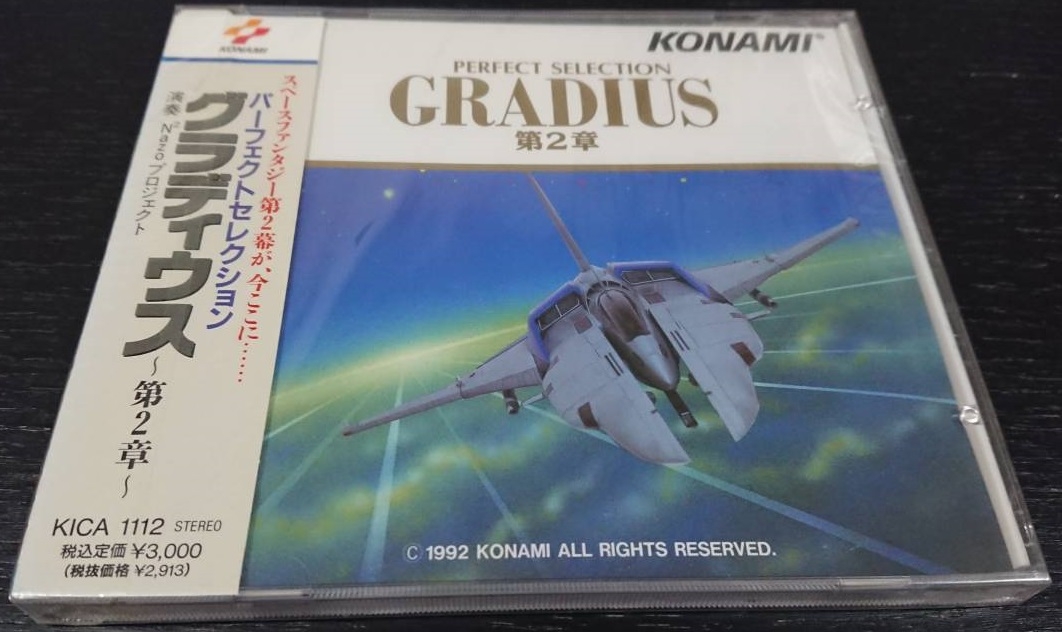 KONAMI
スペースファンタジー第2幕が、今ここに……
パーフェクトセレクション
グラディウス
～第2章～
演奏 N²azoプロジェクト
KICA 1112 STEREO
税込定価 ¥3,000
(税抜価格 ¥2,913)
KONAMI®
PERFECT SELECTION
GRADIUS
第2章
© 1992 KONAMI ALL RIGHTS RESERVED.